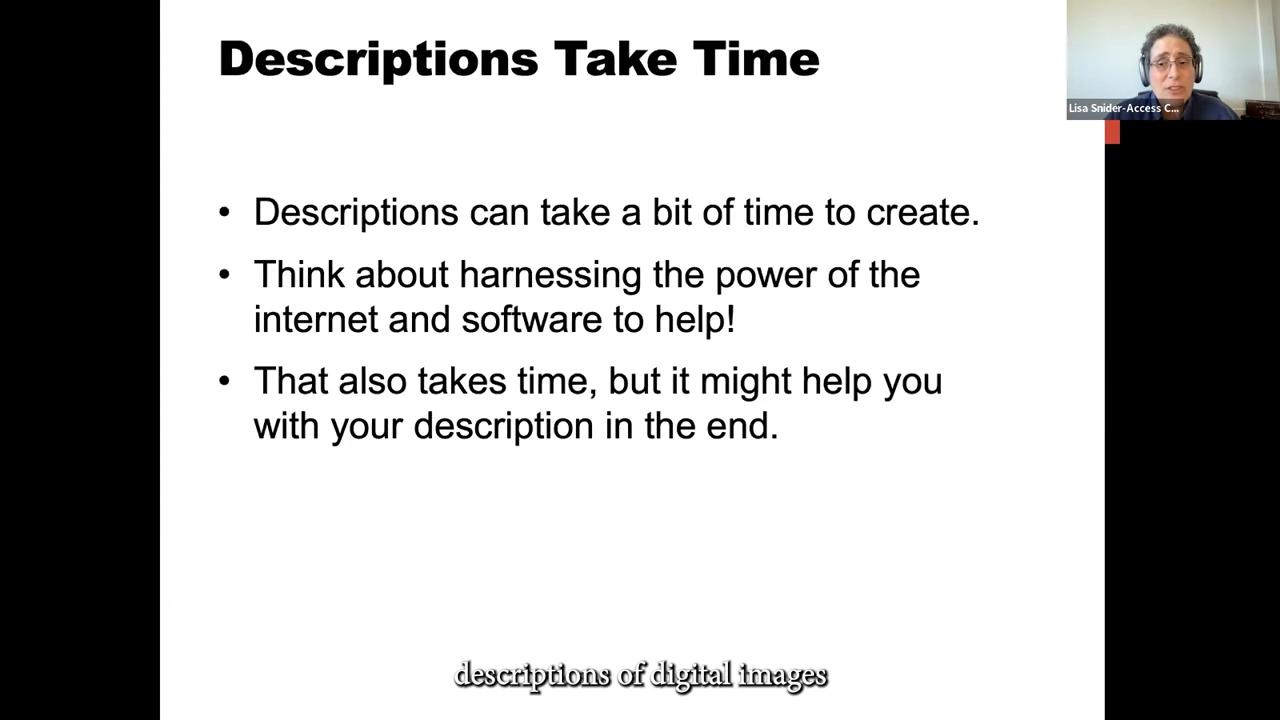 Descriptions Take Time
Lisa Snider-Access C...
• Descriptions can take a bit of time to create.
• Think about harnessing the power of the
internet and software to help!
• That also takes time, but it might help you
with your description in the end.
descriptions of digital images